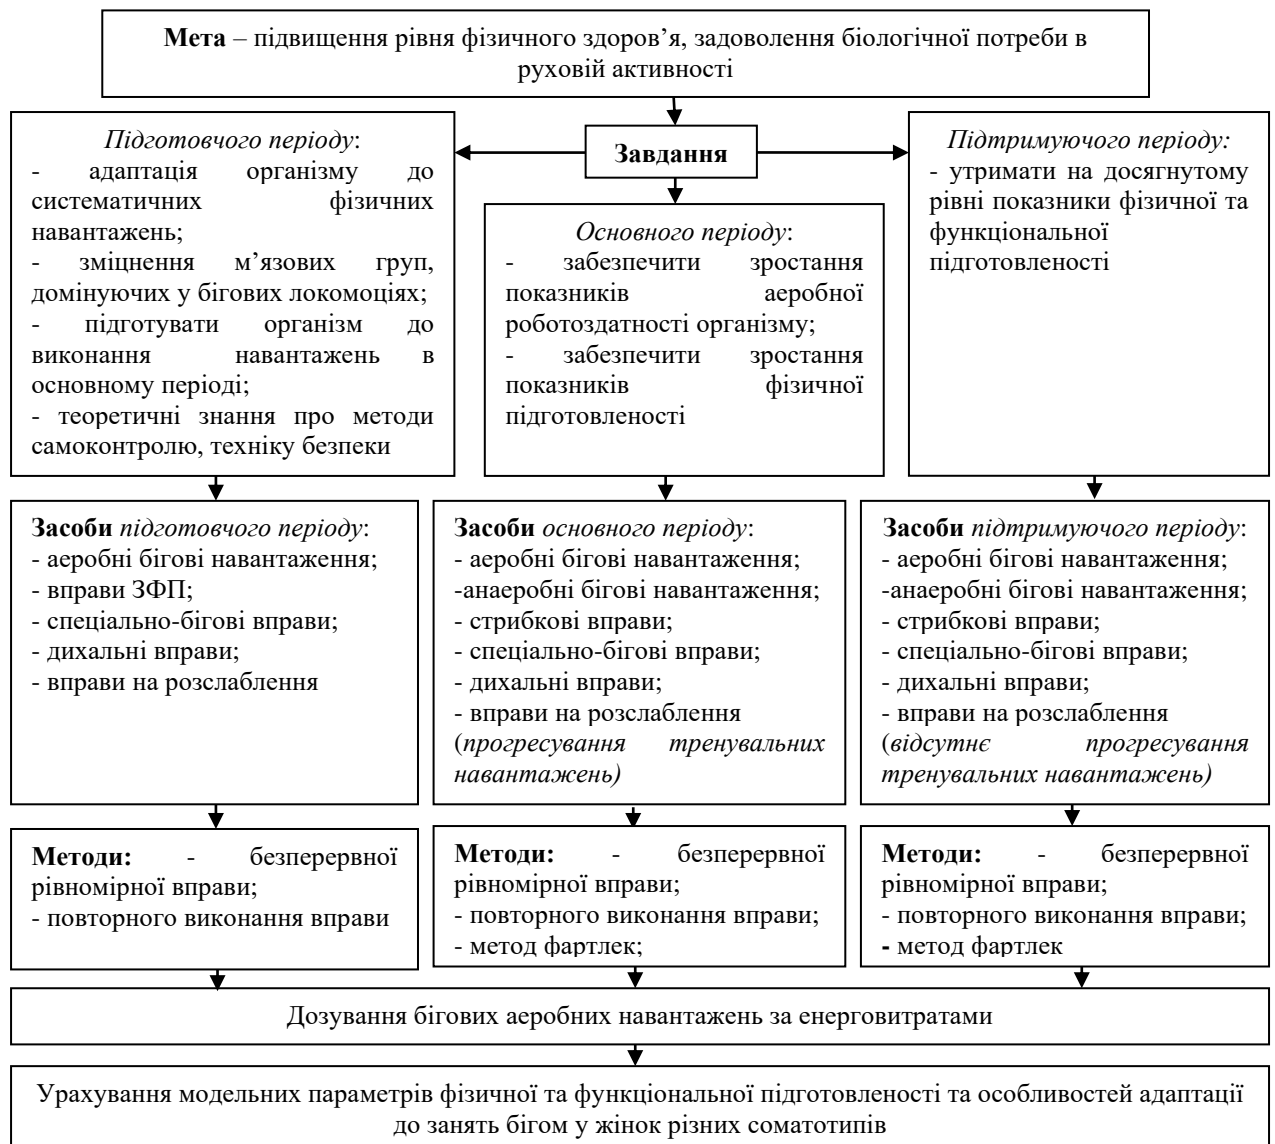 Мета – підвищення рівня фізичного здоров’я, задоволення біологічної потреби в
руховій активності
Завдання
Підготовчого періоду:
- адаптація організму до
систематичних фізичних
навантажень;
- зміцнення м’язових груп,
домінуючих у бігових локомоціях;
- підготувати організм до
виконання навантажень в
основному періоді;
- теоретичні знання про методи
самоконтролю, техніку безпеки
Основного періоду:
- забезпечити зростання
показників аеробної
роботоздатності організму;
- забезпечити зростання
показників фізичної
підготовленості
Підтримуючого періоду:
- утримати на досягнутому
рівні показники фізичної та
функціональної
підготовленості
Засоби підготовчого періоду:
- аеробні бігові навантаження;
- вправи ЗФП;
- спеціально-бігові вправи;
- дихальні вправи;
- вправи на розслаблення
Засоби основного періоду:
- аеробні бігові навантаження;
-анаеробні бігові навантаження;
- стрибкові вправи;
- спеціально-бігові вправи;
- дихальні вправи;
- вправи на розслаблення
(прогресування тренувальних
навантажень)
Засоби підтримуючого періоду:
- аеробні бігові навантаження;
-анаеробні бігові навантаження;
- стрибкові вправи;
- спеціально-бігові вправи;
- дихальні вправи;
- вправи на розслаблення
(відсутнє прогресування
тренувальних навантажень)
Методи: - безперервної
рівномірної вправи;
- повторного виконання вправи
Методи: - безперервної
рівномірної вправи;
- повторного виконання вправи;
- метод фартлек;
Методи: - безперервної
рівномірної вправи;
- повторного виконання вправи;
- метод фартлек
Дозування бігових аеробних навантажень за енерговитратами
Урахування модельних параметрів фізичної та функціональної підготовленості та особливостей адаптації
до занять бігом у жінок різних соматотипів